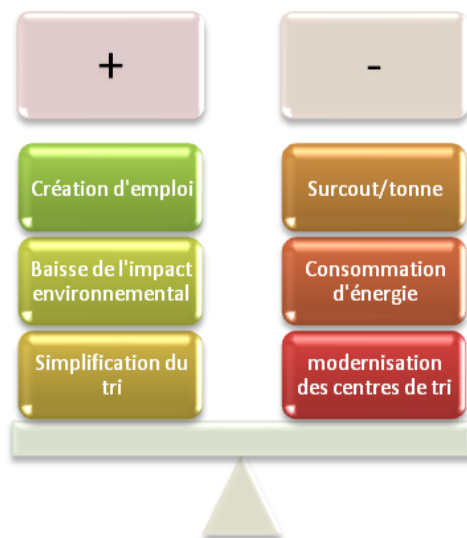 +
-
Création d'emploi
Baisse de l'impact
environnemental
Simplification du
tri
Surcout/tonne
Consommation
d'énergie
modernisation
des centres de tri